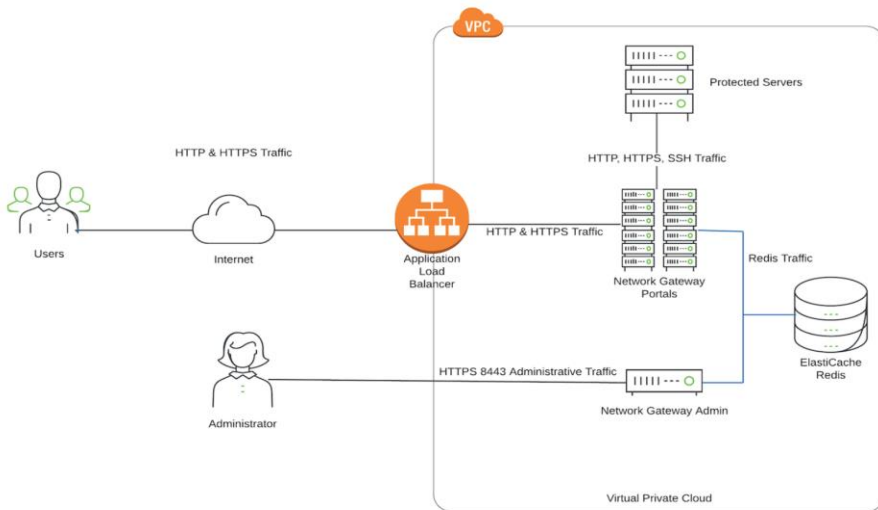 VPC
Protected Servers
HTTP & HTTPS Traffic
HTTP, HTTPS, SSH Traffic
Users
Internet
Application
Load
Balancer
HTTP & HTTPS Traffic
Network Gateway
Portals
Redis Traffic
ElastiCache
Redis
HTTPS 8443 Administrative Traffic
Administrator
Network Gateway Admin
Virtual Private Cloud